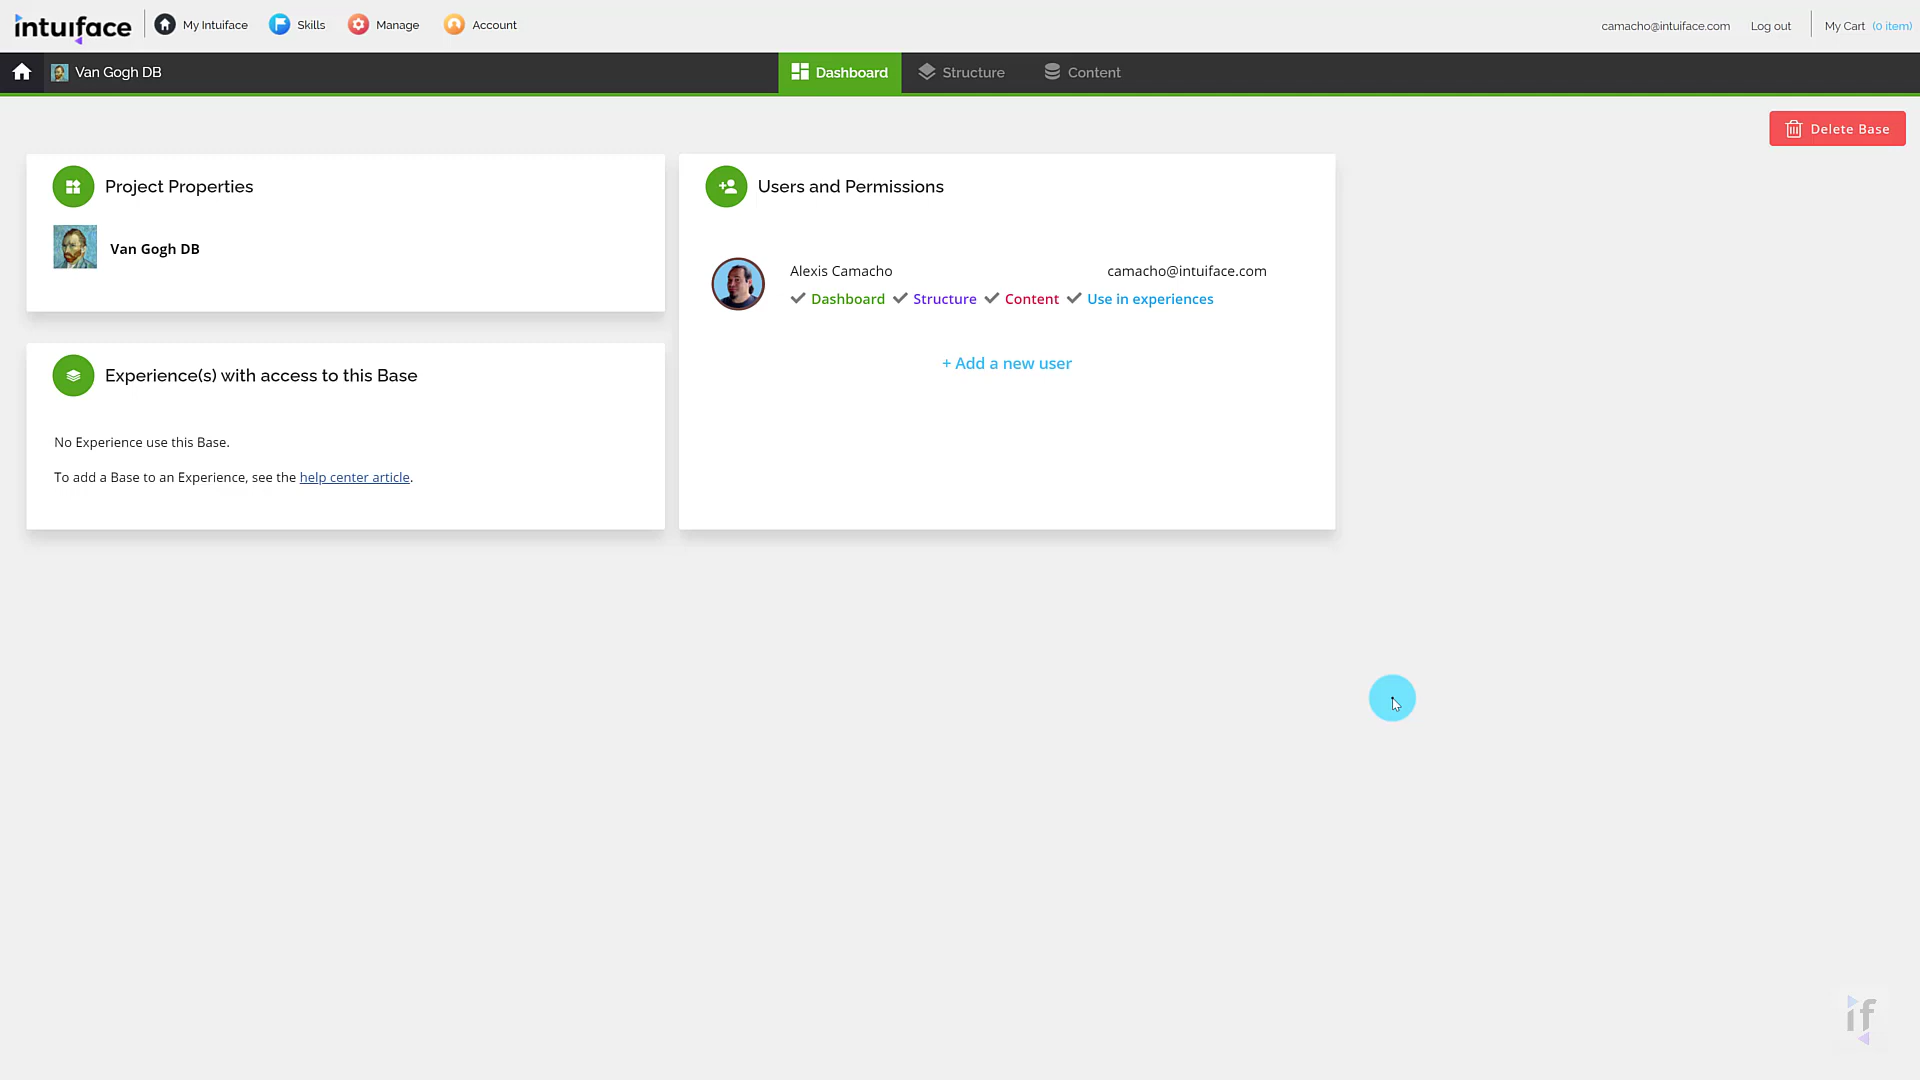 intuiface My Intuiface Skills Manage Account camacho@intuiface.com Log out My Cart (0 item)
Van Gogh DB Dashboard Structure Content
Delete Base
Project Properties
Van Gogh DB
Users and Permissions
Alexis Camacho camacho@intuiface.com
Dashboard Structure Content Use in experiences
+ Add a new user
Experience(s) with access to this Base
No Experience use this Base.
To add a Base to an Experience, see the help center article.
if